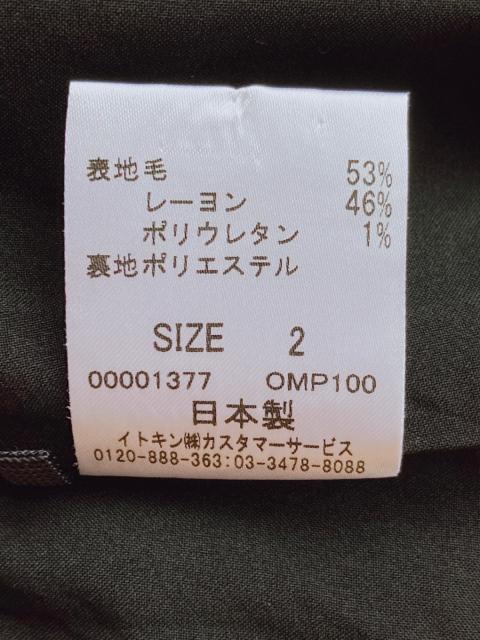 表地毛 53%
レーヨン 46%
ポリウレタン 1%
裏地ポリエステル
SIZE 2
00001377 OMP100
日本製
イトキン㈱カスタマーサービス
0120-888-363:03-3478-8088